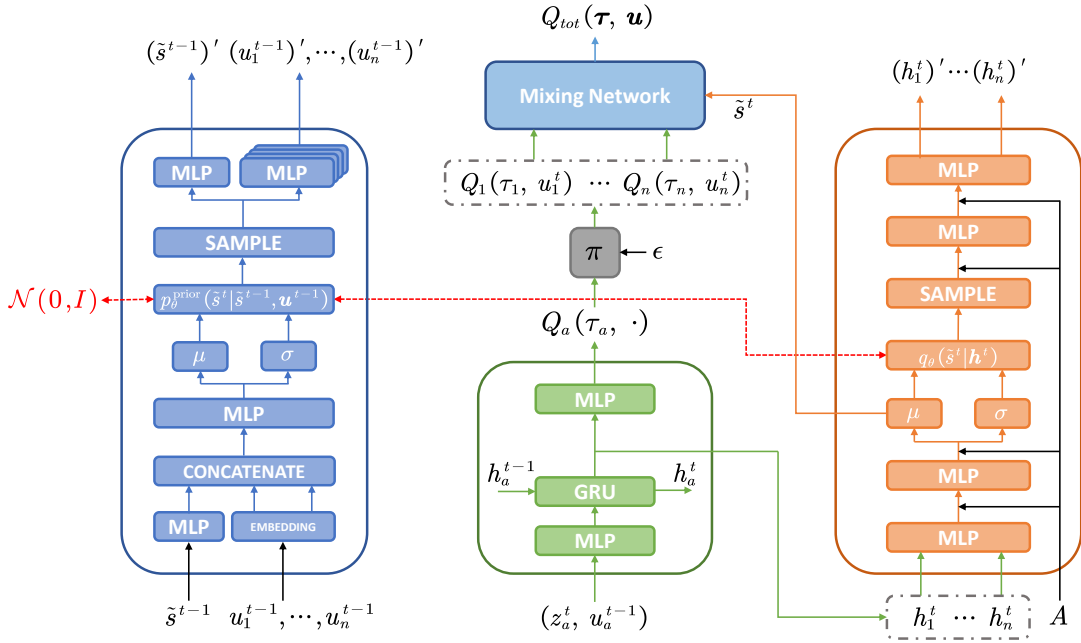 (s̃^{t-1})′ (u_1^{t-1})′,⋯,(u_n^{t-1})′
MLP
MLP
SAMPLE
p_θ^{prior}(s̃^t|s̃^{t-1}, u^{t-1})
𝒩(0,I)
μ
σ
MLP
CONCATENATE
MLP
EMBEDDING
s̃^{t-1}
u_1^{t-1},⋯,u_n^{t-1}
Q_{tot}(τ, u)
Mixing Network
s̃^t
Q_1(τ_1, u_1^t) ⋯ Q_n(τ_n, u_n^t)
π
ϵ
Q_a(τ_a, ·)
MLP
h_a^{t-1}
GRU
h_a^t
MLP
(z_a^t, u_a^{t-1})
(h_1^t)′⋯(h_n^t)′
MLP
MLP
SAMPLE
q_θ(s̃^t|h^t)
μ
σ
MLP
MLP
h_1^t ⋯ h_n^t
A